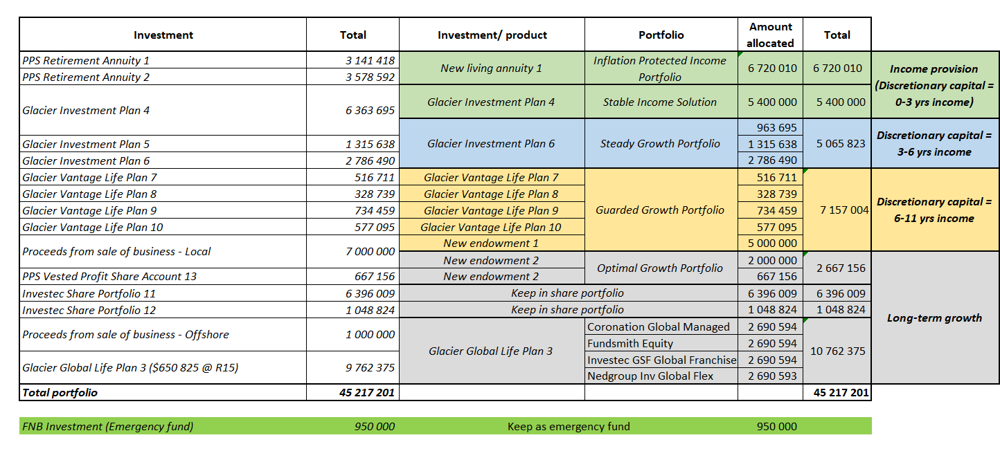 Investment Total Investment/ product Portfolio Amount allocated Total
PPS Retirement Annuity 1 3 141 418 New living annuity 1 Inflation Protected Income Portfolio 6 720 010 6 720 010 Income provision (Discretionary capital = 0-3 yrs income)
PPS Retirement Annuity 2 3 578 592
Glacier Investment Plan 4 6 363 695 Glacier Investment Plan 4 Stable Income Solution 5 400 000 5 400 000
963 695
Glacier Investment Plan 5 1 315 638 Glacier Investment Plan 6 Steady Growth Portfolio 1 315 638 5 065 823 Discretionary capital = 3-6 yrs income
Glacier Investment Plan 6 2 786 490 2 786 490
Glacier Vantage Life Plan 7 516 711 Glacier Vantage Life Plan 7 516 711
Glacier Vantage Life Plan 8 328 739 Glacier Vantage Life Plan 8 328 739
Glacier Vantage Life Plan 9 734 459 Glacier Vantage Life Plan 9 Guarded Growth Portfolio 734 459 7 157 004 Discretionary capital = 6-11 yrs income
Glacier Vantage Life Plan 10 577 095 Glacier Vantage Life Plan 10 577 095
Proceeds from sale of business - Local 7 000 000 New endowment 1 5 000 000
New endowment 2 Optimal Growth Portfolio 2 000 000 2 667 156
PPS Vested Profit Share Account 13 667 156 New endowment 2 667 156
Investec Share Portfolio 11 6 396 009 Keep in share portfolio 6 396 009 6 396 009
Investec Share Portfolio 12 1 048 824 Keep in share portfolio 1 048 824 1 048 824 Long-term growth
Proceeds from sale of business - Offshore 1 000 000 Coronation Global Managed 2 690 594
Glacier Global Life Plan 3 Fundsmith Equity 2 690 594 10 762 375
Glacier Global Life Plan 3 ($650 825 @ R15) 9 762 375 Investec GSF Global Franchise 2 690 594
Nedgroup Inv Global Flex 2 690 593
Total portfolio 45 217 201 45 217 201
FNB Investment (Emergency fund) 950 000 Keep as emergency fund 950 000